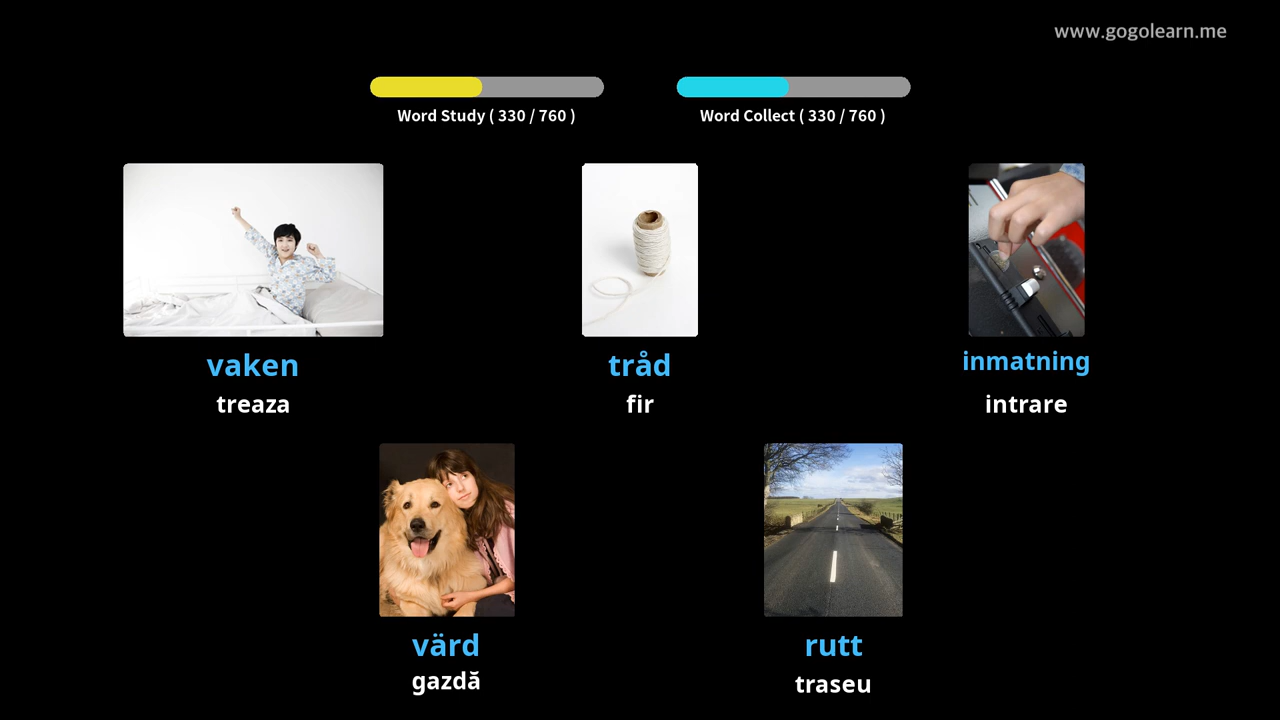 www.gogolearn.me
Word Study ( 330 / 760 )
Word Collect ( 330 / 760 )
vaken
treaza
tråd
fir
inmatning
intrare
värd
gazdă
rutt
traseu